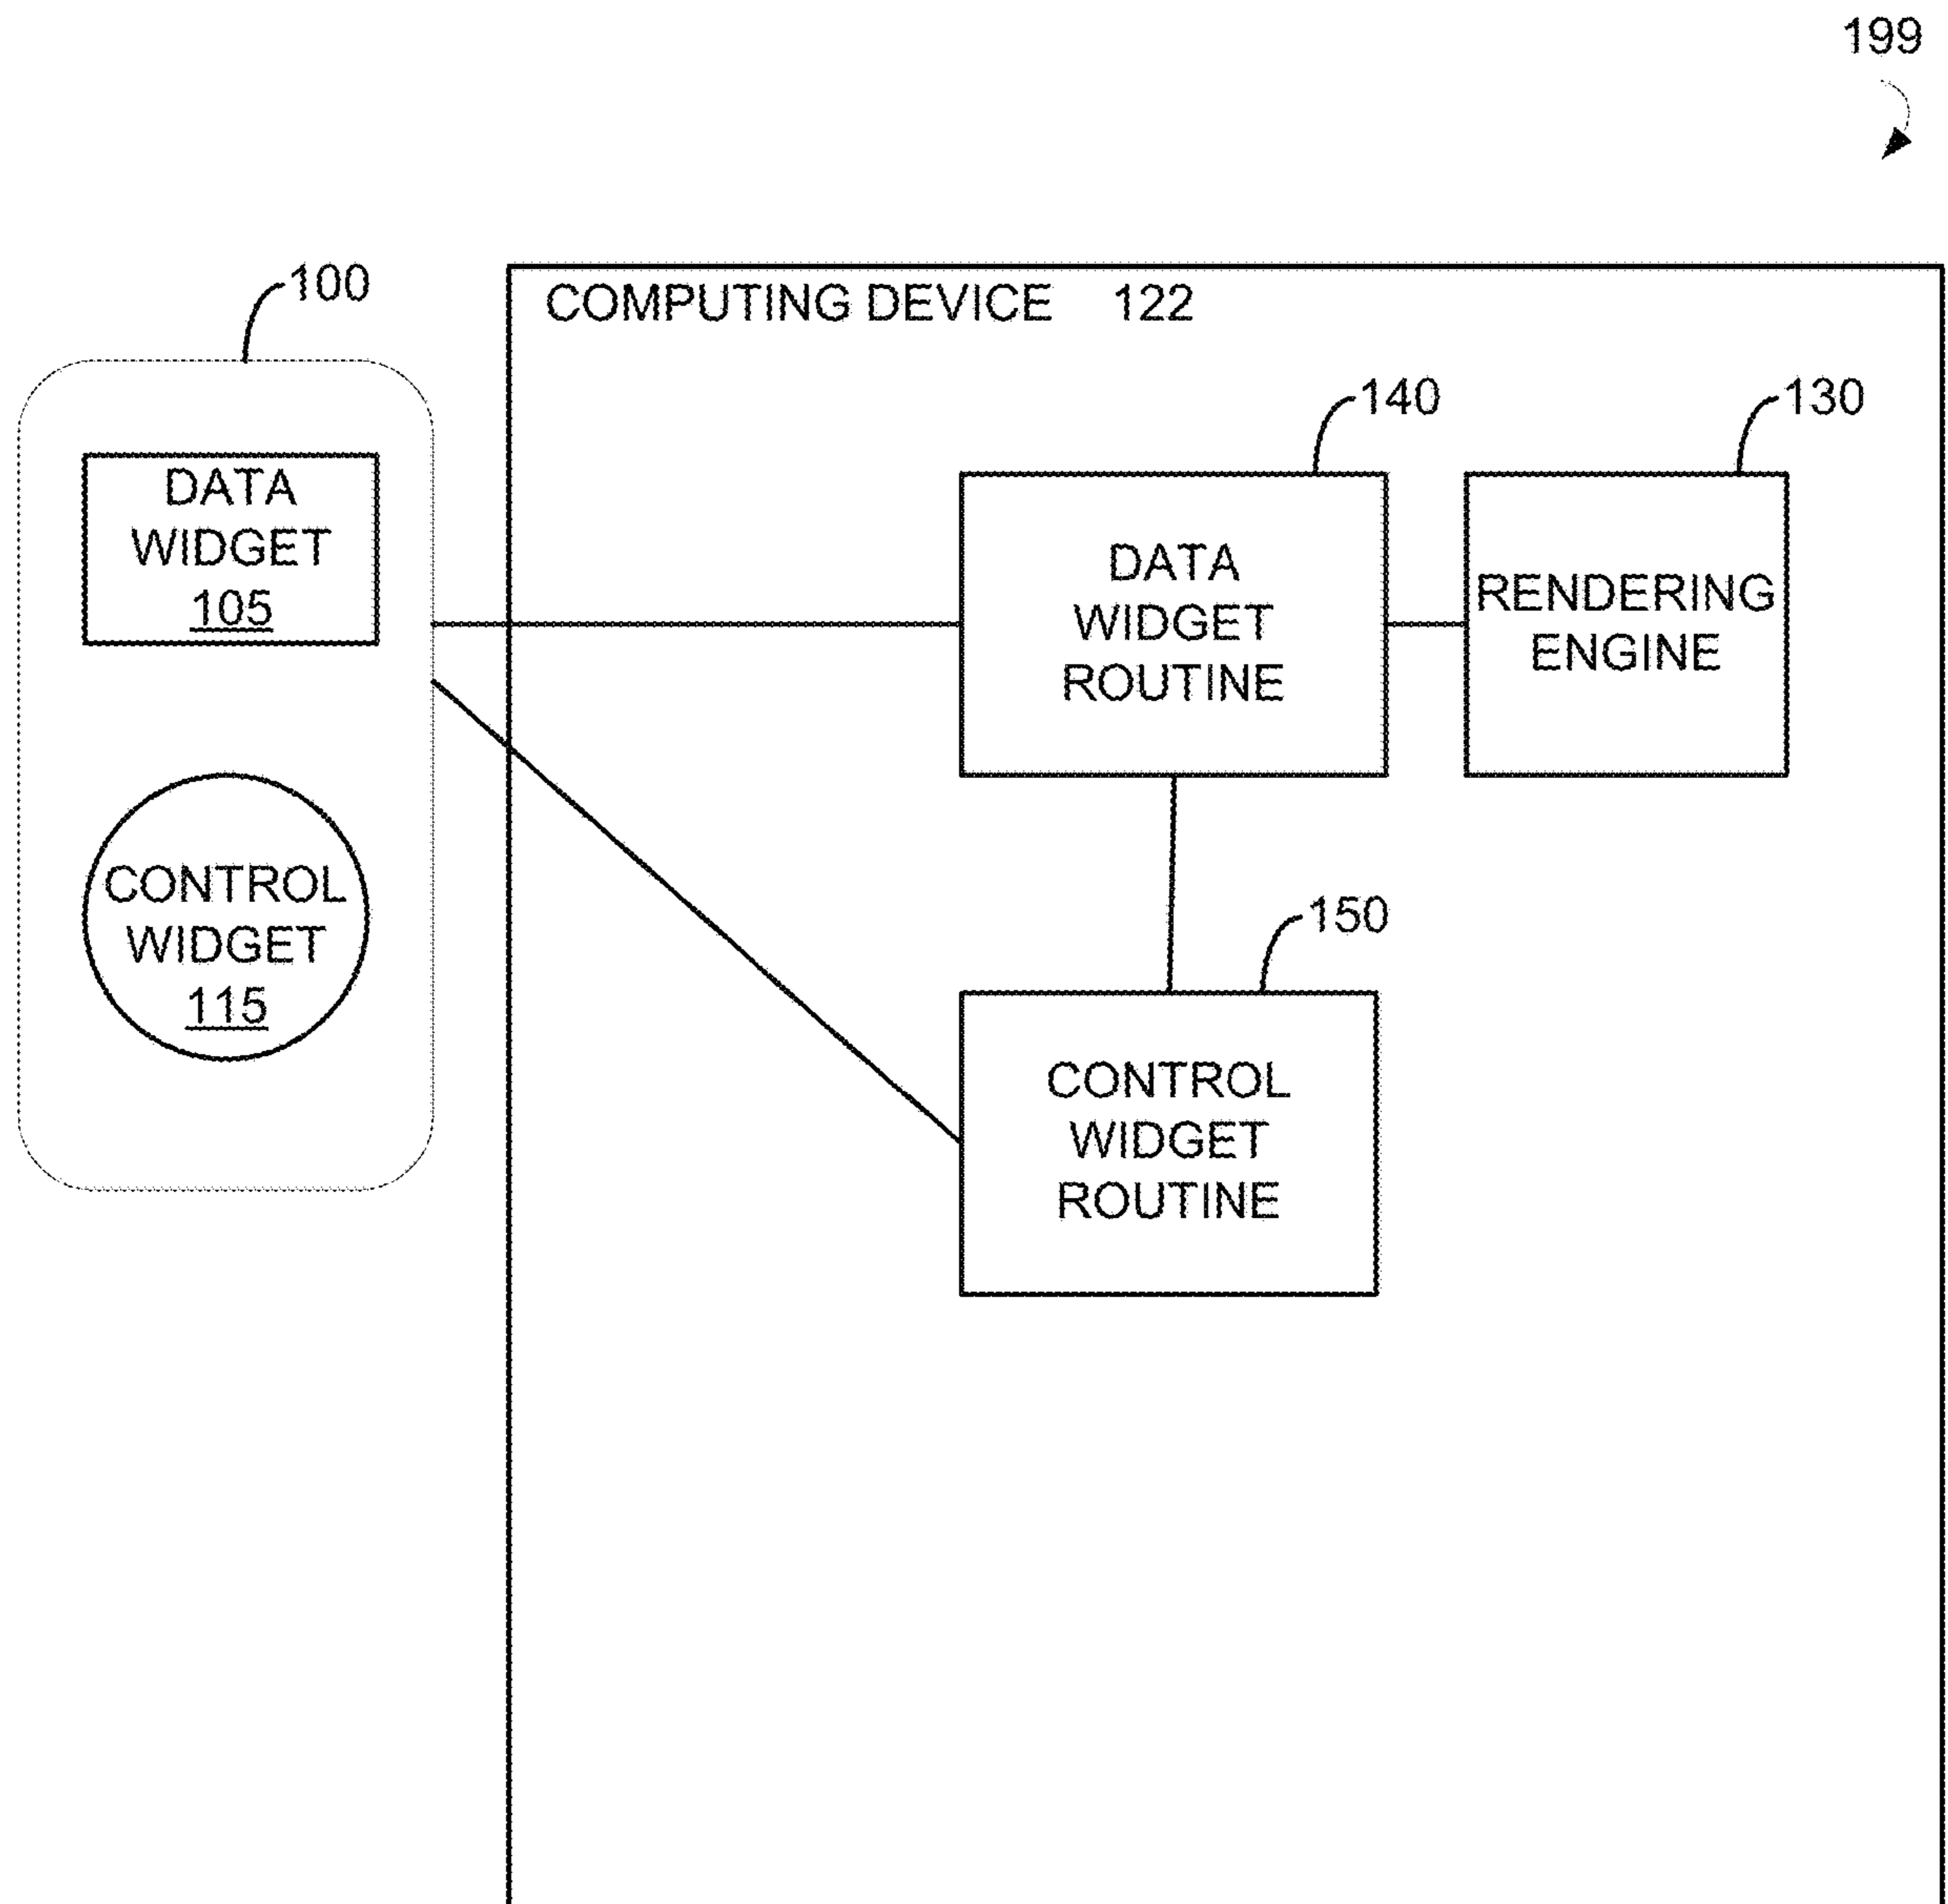 199
100
COMPUTING DEVICE 122
140
130
DATA
WIDGET
105
DATA
WIDGET
ROUTINE
RENDERING
ENGINE
CONTROL
WIDGET
115
150
CONTROL
WIDGET
ROUTINE